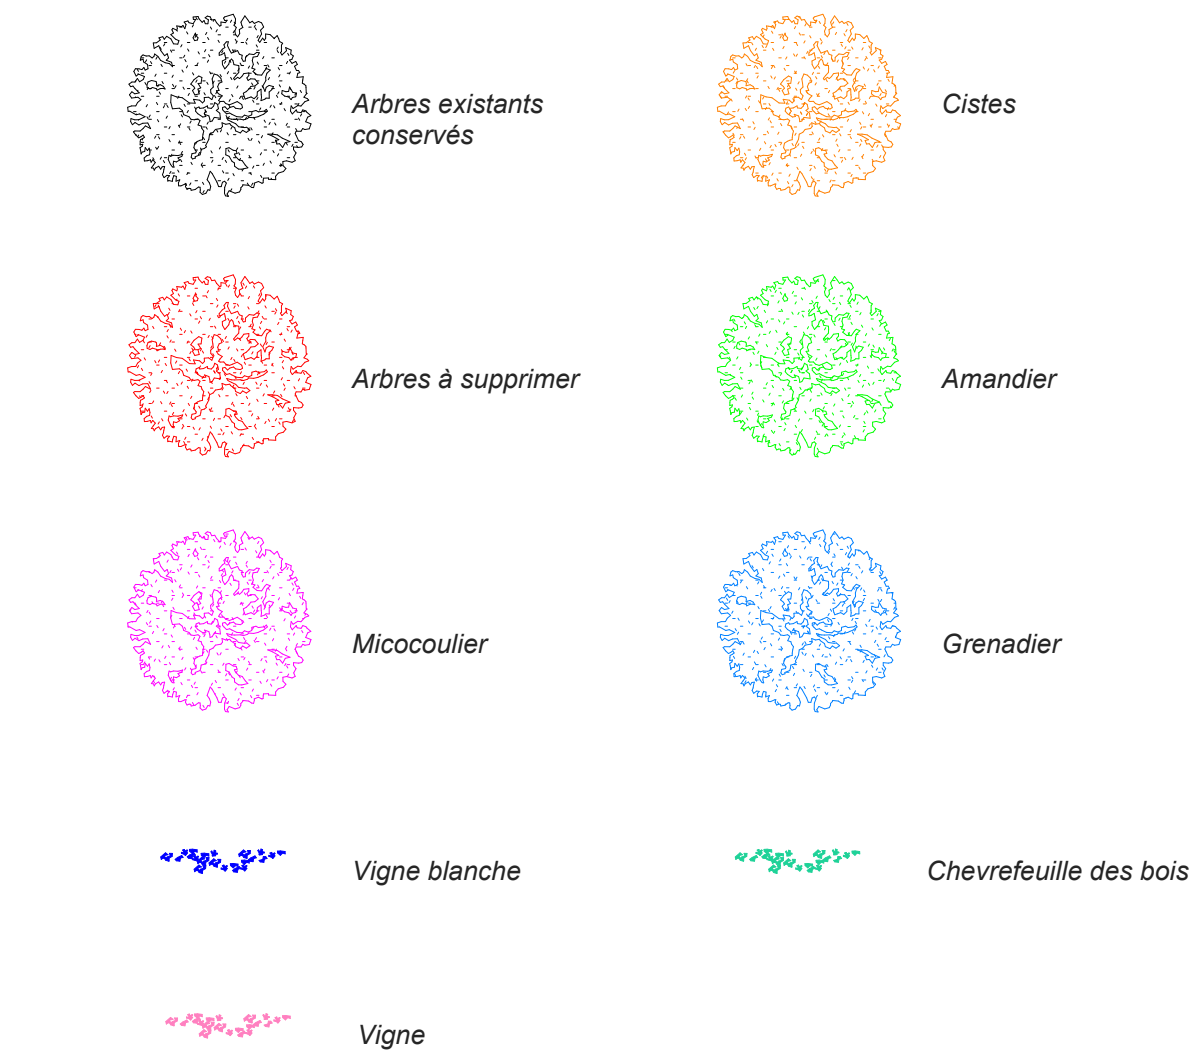 Arbres existants
conservés
Cistes
Arbres à supprimer
Amandier
Micocoulier
Grenadier
Vigne blanche
Chevrefeuille des bois
Vigne